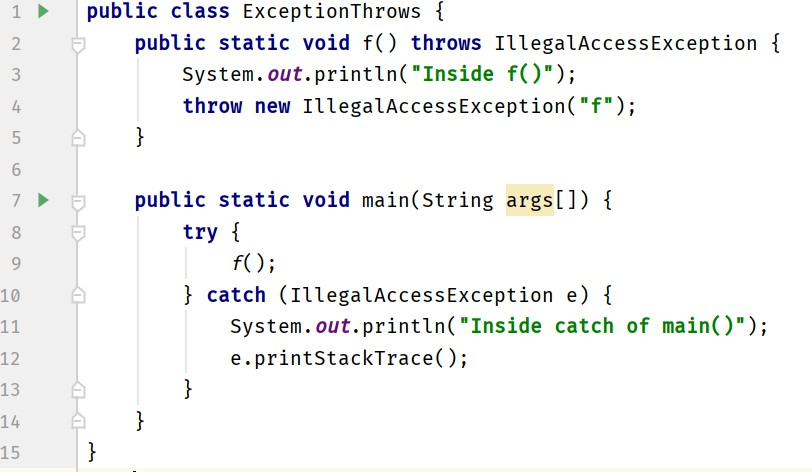 1 public class ExceptionThrows {
2     public static void f() throws IllegalAccessException {
3         System.out.println("Inside f()");
4         throw new IllegalAccessException("f");
5     }
6
7     public static void main(String args[]) {
8         try {
9             f();
10         } catch (IllegalAccessException e) {
11             System.out.println("Inside catch of main()");
12             e.printStackTrace();
13         }
14     }
15 }